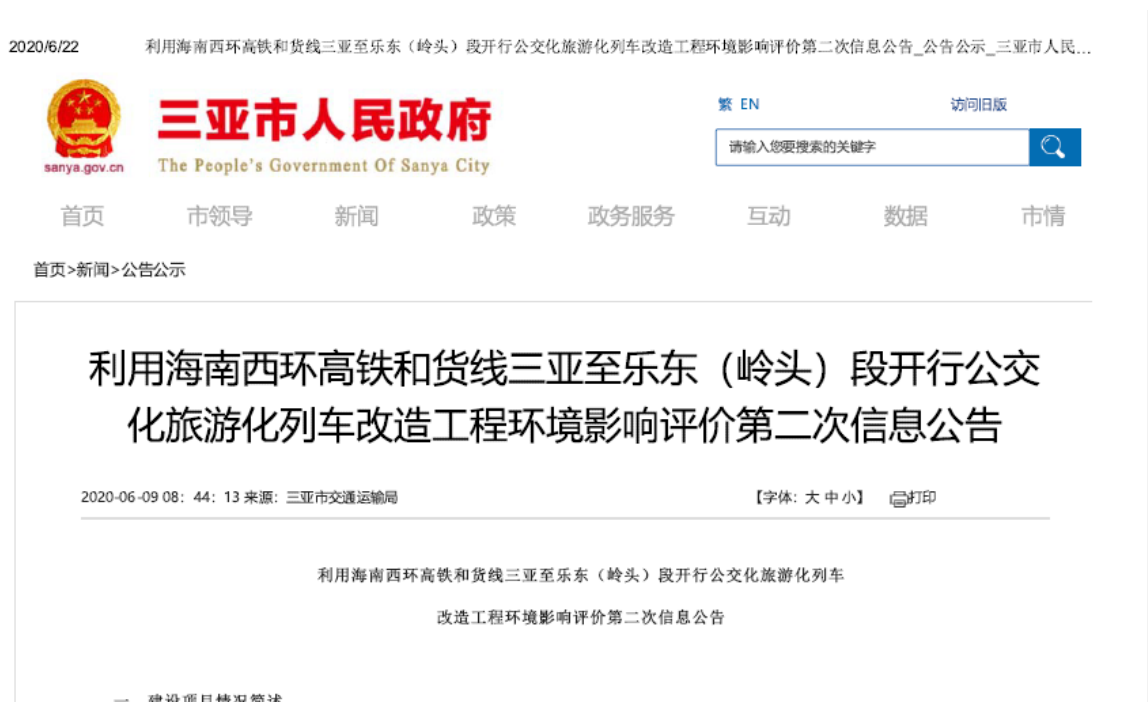 2020/6/22 利用海南西环高铁和货线三亚至乐东（岭头）段开行公交化旅游化列车改造工程环境影响评价第二次信息公告_公告公示_三亚市人民...
三亚市人民政府
The People's Government Of Sanya City
sanya.gov.cn
繁 EN 访问旧版
请输入您要搜索的关键字
首页 市领导 新闻 政策 政务服务 互动 数据 市情
首页>新闻>公告公示
利用海南西环高铁和货线三亚至乐东（岭头）段开行公交
化旅游化列车改造工程环境影响评价第二次信息公告
2020-06-09 08：44：13 来源：三亚市交通运输局 【字体：大 中 小】 打印
利用海南西环高铁和货线三亚至乐东（岭头）段开行公交化旅游化列车
改造工程环境影响评价第二次信息公告
一、建设项目情况简述